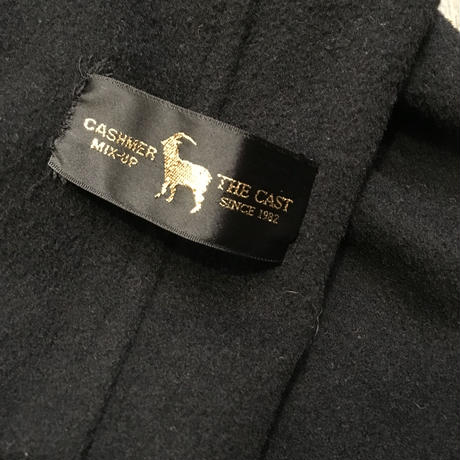 CASHMER
MIX-UP
THE CAST
SINCE 1982